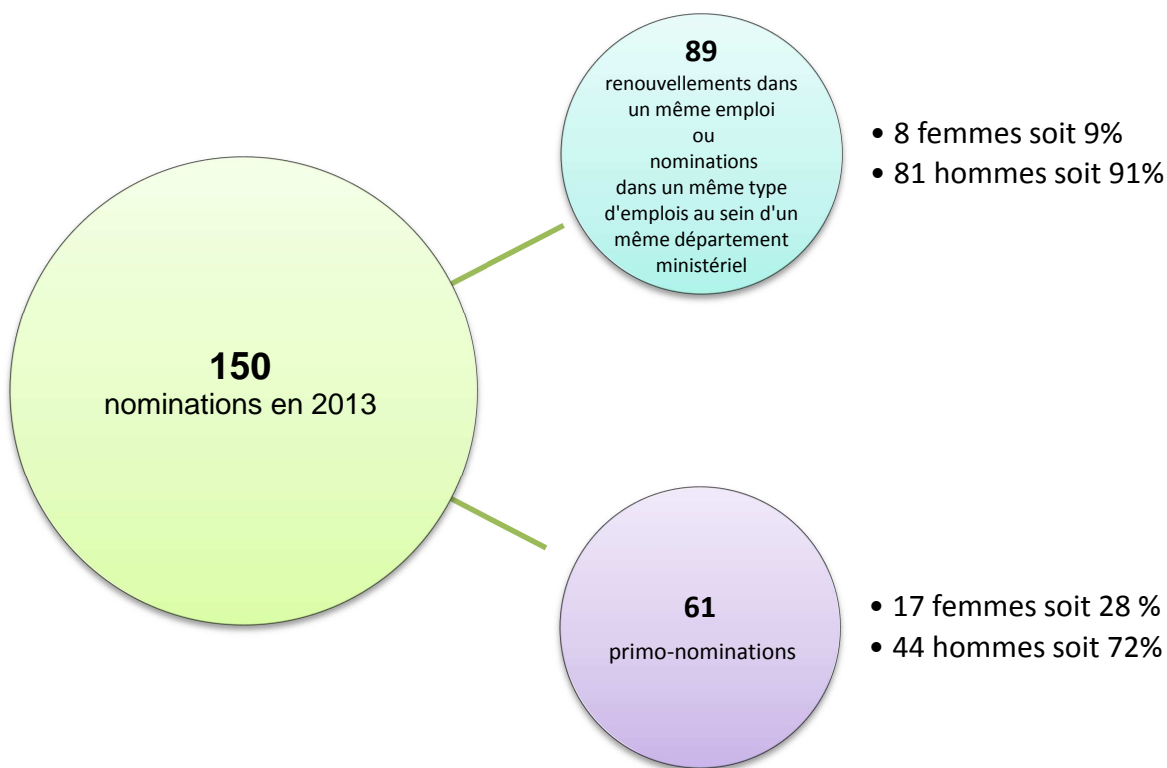 150
nominations en 2013
89
renouvellements dans
un même emploi
ou
nominations
dans un même type
d'emplois au sein d'un
même département
ministériel
• 8 femmes soit 9%
• 81 hommes soit 91%
61
primo-nominations
• 17 femmes soit 28 %
• 44 hommes soit 72%